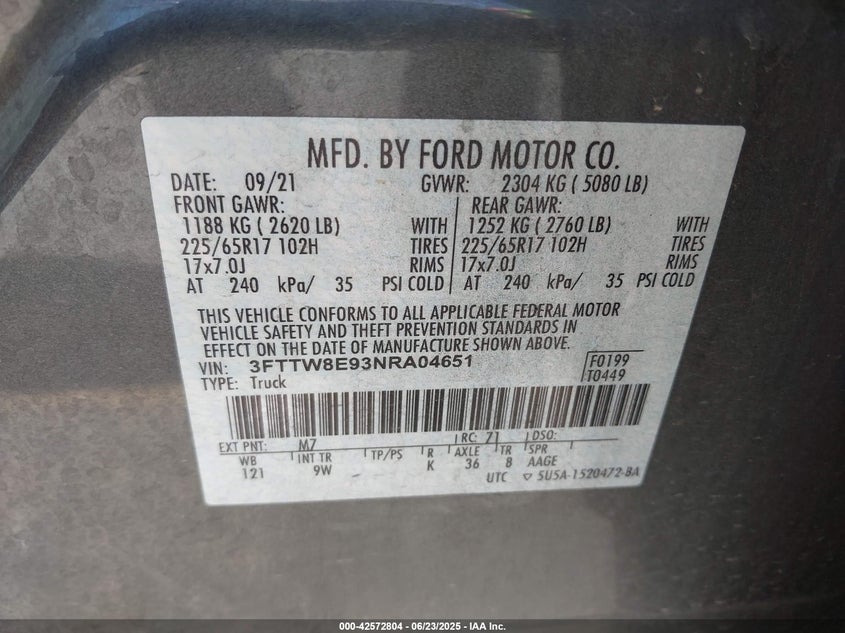 MFD. BY FORD MOTOR CO.
DATE: 09/21 GVWR: 2304 KG ( 5080 LB)
FRONT GAWR: REAR GAWR:
1188 KG ( 2620 LB) WITH 1252 KG ( 2760 LB) WITH
225/65R17 102H TIRES 225/65R17 102H TIRES
17x7.0J RIMS 17x7.0J RIMS
AT 240 kPa/ 35 PSI COLD AT 240 kPa/ 35 PSI COLD
THIS VEHICLE CONFORMS TO ALL APPLICABLE FEDERAL MOTOR
VEHICLE SAFETY AND THEFT PREVENTION STANDARDS IN
EFFECT ON THE DATE OF MANUFACTURE SHOWN ABOVE.
VIN: 3FTTW8E93NRA04651 F0199
TYPE: Truck T0449
EXT PNT: M7 RC: 71 DSO:
WB INT TR TP/PS R AXLE TR SPR
121 9W K 36 8 AAGE
UTC ▽ 5U5A-1520472-BA
000-42572804 - 06/23/2025 - IAA Inc.